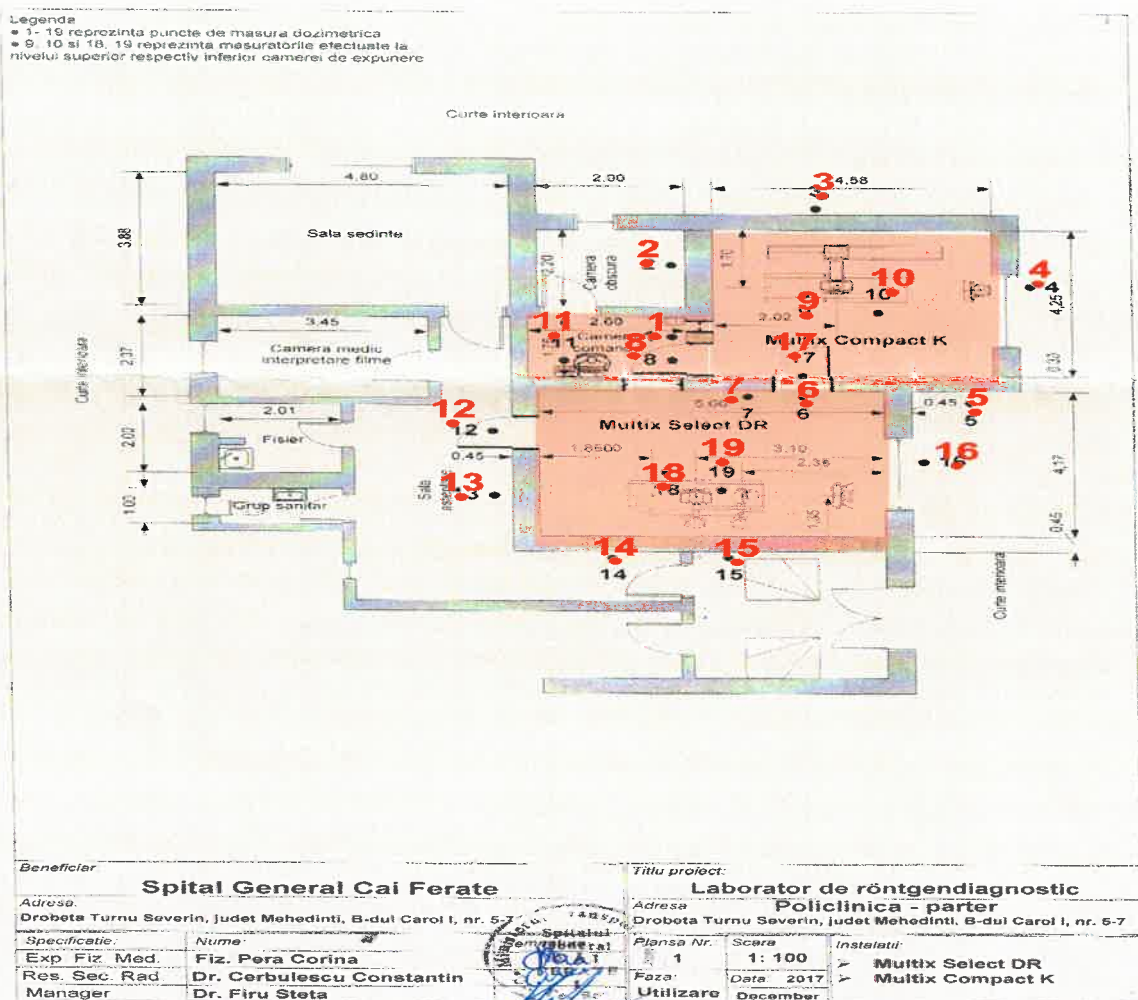 Legenda
• 1- 19 reprezinta puncte de masura dozimetrica
• 9, 10 si 18, 19 reprezinta masuratorile efectuate la
nivelul superior respectiv inferior camerei de expunere
Curte interioara
4,80
2.00
4,58
3
3,88
Sala sedinte
2,20
Camera
obscura
2
1,70
10
10
4
4
4,25
9
3.45
2,37
Camera medic
interpretare filme
Curte interioara
11
11
2.60
1
Camera
8
8
2.02
17
7
Multix Compact K
0,30
2.01
2,00
Fisier
12
12
5.00
7
7
6
6
0,45
5
5
Multix Select DR
1.8500
3,10
2.36
19
19
16
16
4,17
0,45
Sala
asteptare
13
3
18
18
1,35
0,45
1.00
Grup sanitar
14
14
15
15
Curte interioara
Beneficiar
Spital General Cai Ferate
Adresa:
Drobeta Turnu Severin, judet Mehedinti, B-dul Carol I, nr. 5-7
Specificatie:
Nume:
Exp Fiz Med.
Fiz. Pera Corina
Res. Sec. Rad
Dr. Cerbulescu Constantin
Manager
Dr. Firu Steta
Spitalul
Titlu proiect:
Laborator de röntgendiagnostic
Adresa
Policlinica - parter
Drobeta Turnu Severin, judet Mehedinti, B-dul Carol I, nr. 5-7
Plansa Nr.
1
Scara
1: 100
Instalatii:
➢ Multix Select DR
➢ Multix Compact K
Faza:
Utilizare
Data: 2017
December